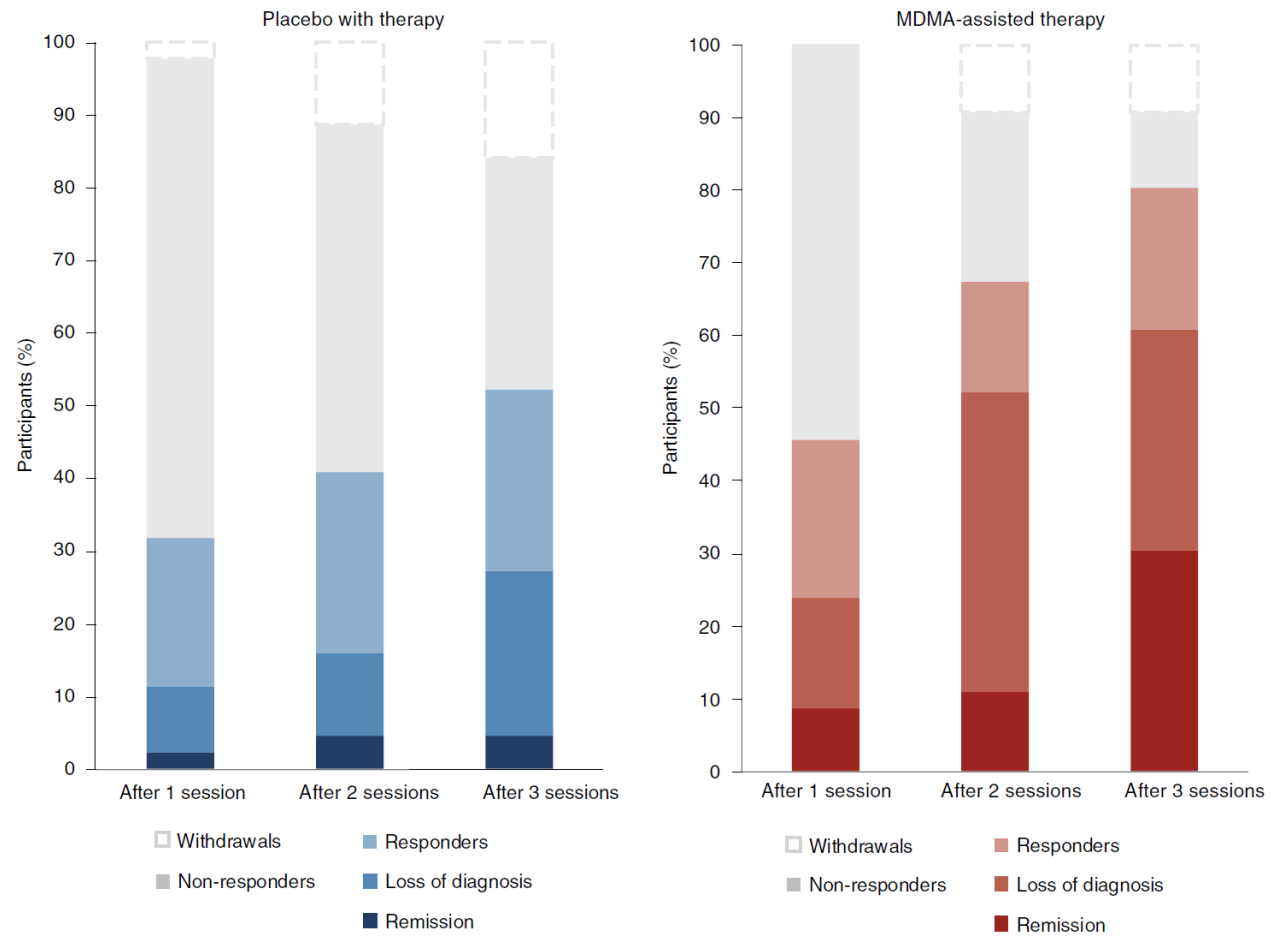 Placebo with therapy
Participants (%)
100
90
80
70
60
50
40
30
20
10
0
After 1 session
After 2 sessions
After 3 sessions
Withdrawals
Responders
Non-responders
Loss of diagnosis
Remission
MDMA-assisted therapy
Participants (%)
100
90
80
70
60
50
40
30
20
10
0
After 1 session
After 2 sessions
After 3 sessions
Withdrawals
Responders
Non-responders
Loss of diagnosis
Remission